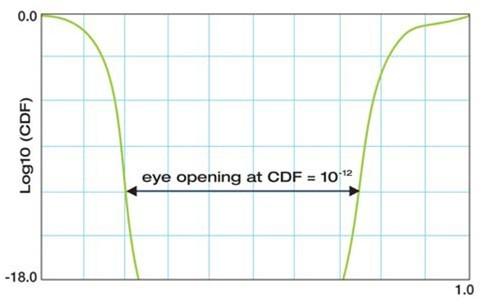 0.0
Log10 (CDF)
eye opening at CDF = 10⁻¹²
-18.0
1.0